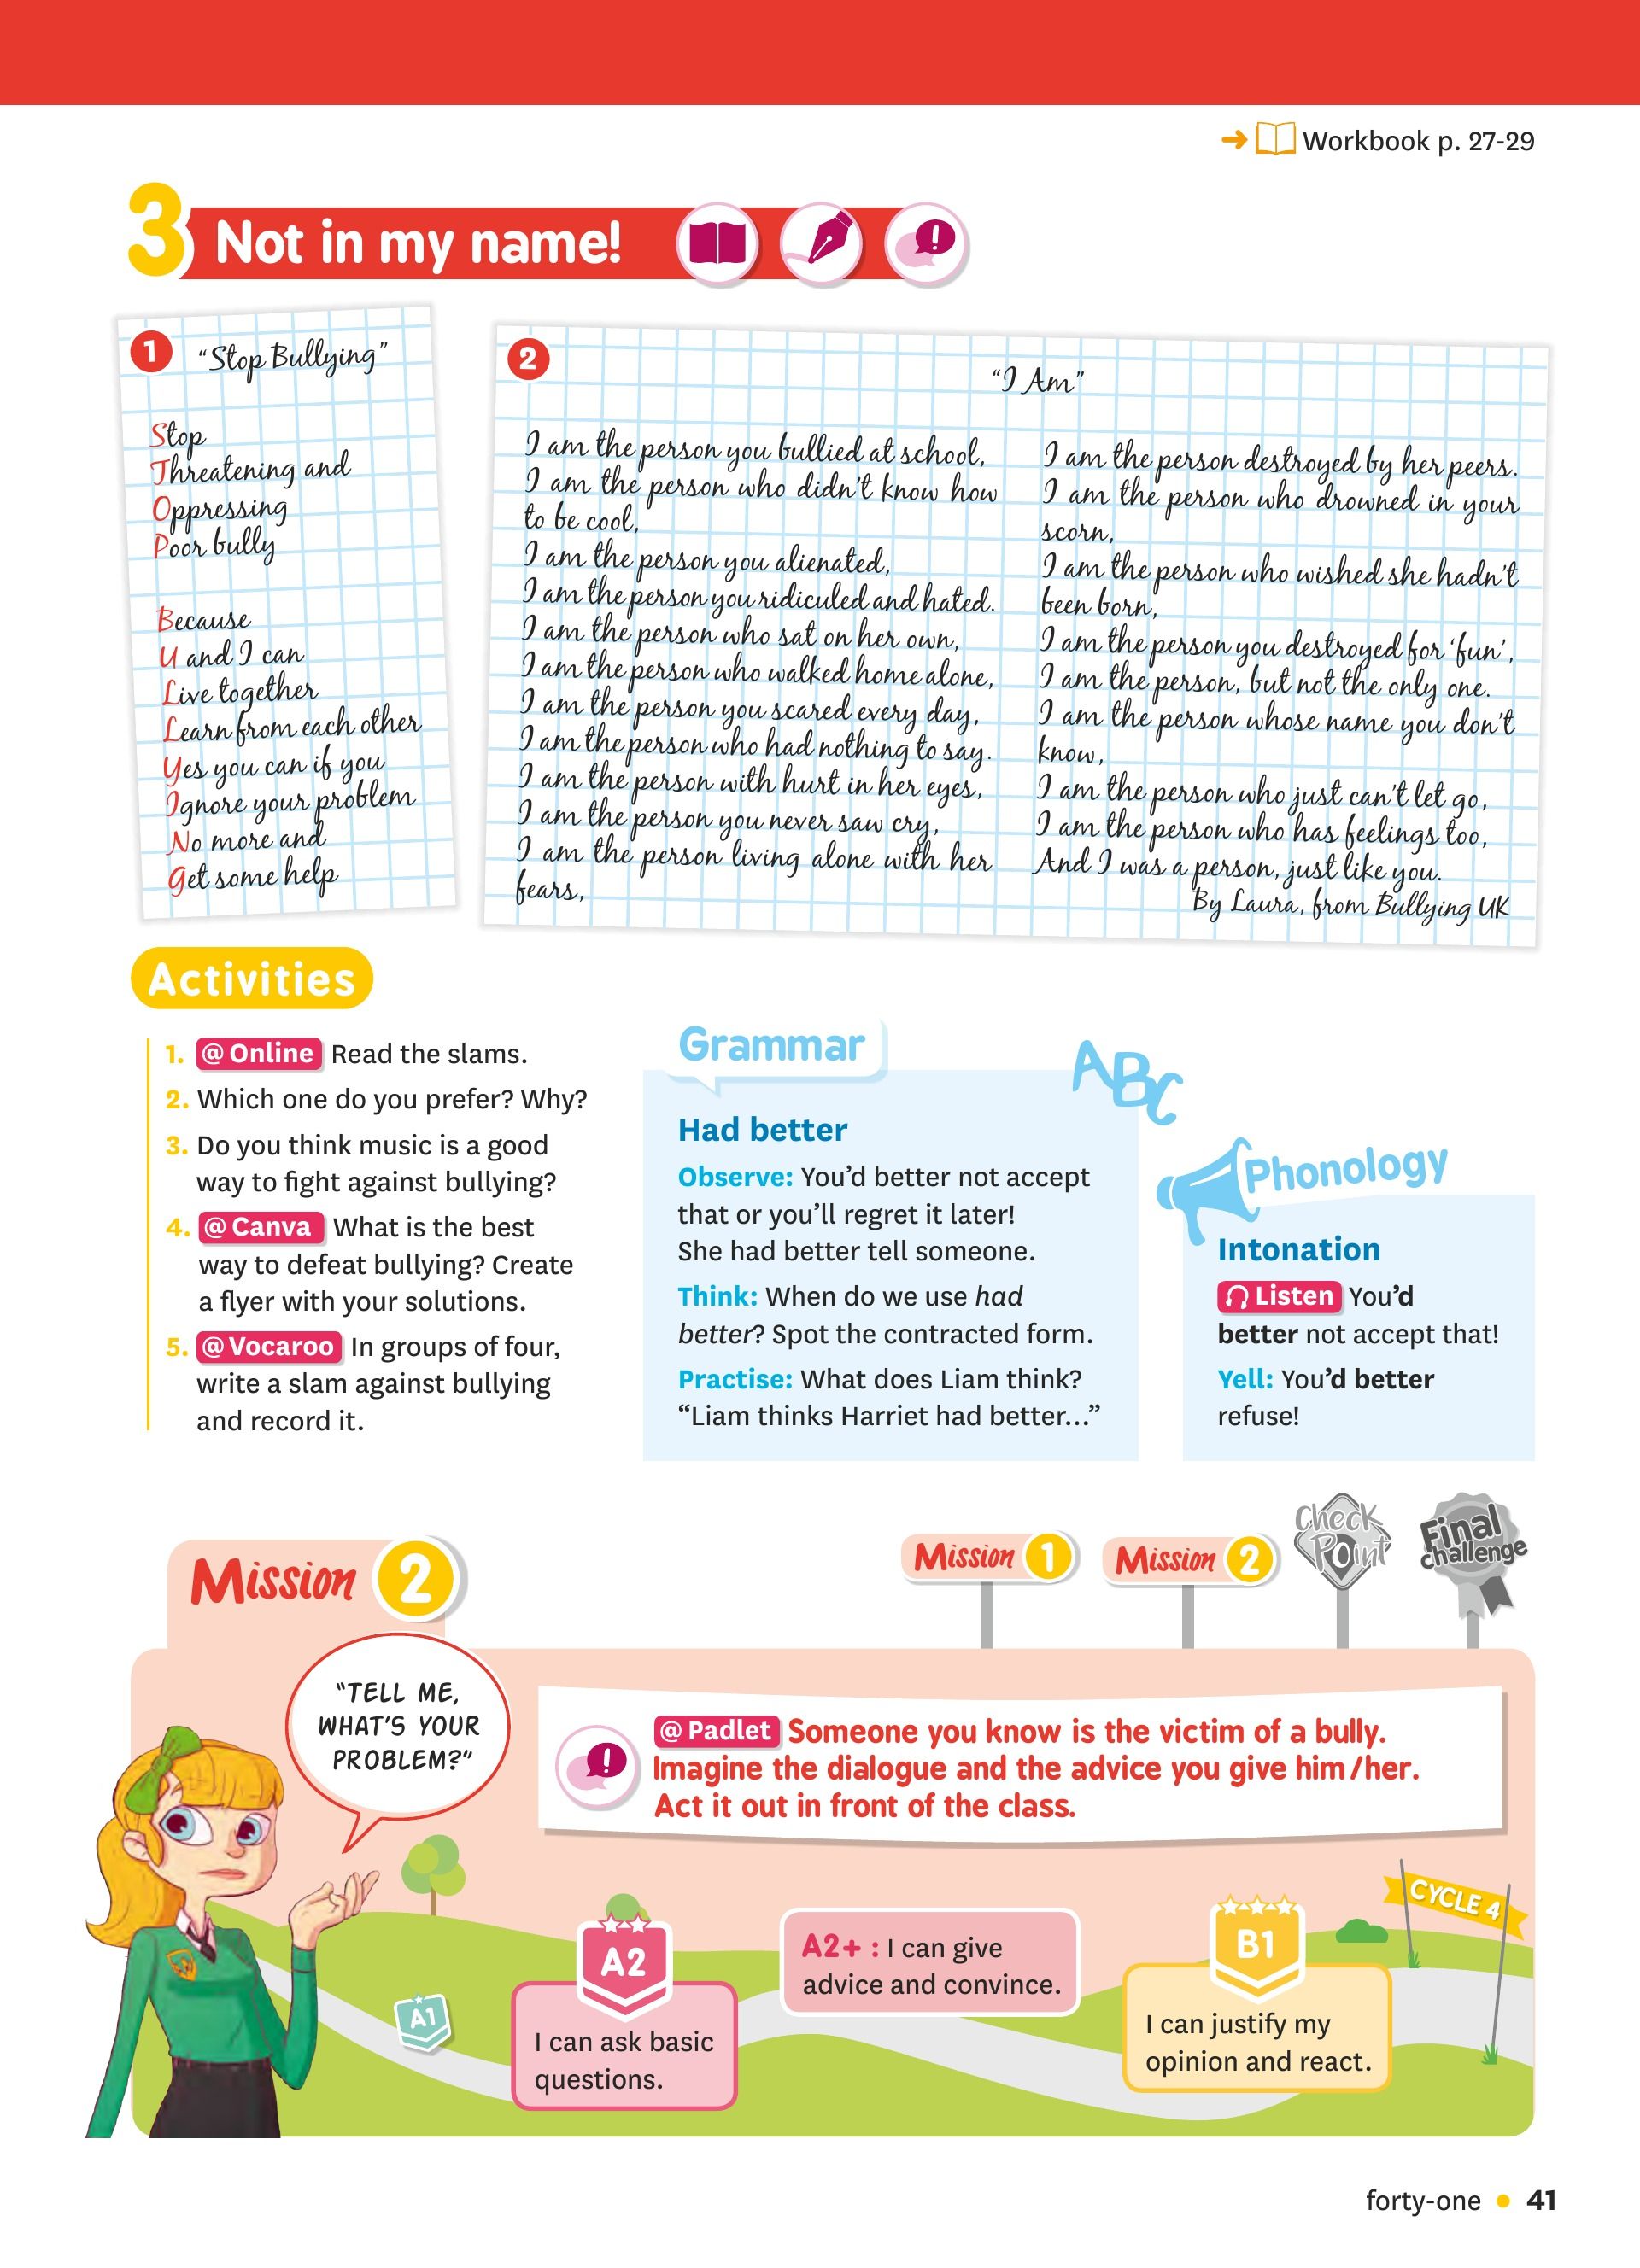 Workbook p. 27-29
3 Not in my name!
1
“Stop Bullying”
Stop
Threatening and
Oppressing
Poor bully
Because
U and I can
Live together
Learn from each other
Yes you can if you
Ignore your problem
No more and
get some help
2
“I Am”
I am the person you bullied at school,
I am the person who didn't know how
to be cool,
I am the person you alienated,
I am the person you ridiculed and hated.
I am the person who sat on her own,
I am the person who walked home alone,
I am the person you scared every day,
I am the person who had nothing to say.
I am the person with hurt in her eyes,
I am the person you never saw cry,
I am the person living alone with her
fears,
I am the person destroyed by her peers.
I am the person who drowned in your
scorn,
I am the person who wished she hadn't
been born,
I am the person you destroyed for ‘fun’,
I am the person, but not the only one.
I am the person whose name you don't
know,
I am the person who just can't let go,
I am the person who has feelings too,
And I was a person, just like you.
By Laura, from Bullying UK
Activities
1. @Online Read the slams.
2. Which one do you prefer? Why?
3. Do you think music is a good
way to fight against bullying?
4. @Canva What is the best
way to defeat bullying? Create
a flyer with your solutions.
5. @Vocaroo In groups of four,
write a slam against bullying
and record it.
Grammar
ABC
Had better
Observe: You'd better not accept
that or you'll regret it later!
She had better tell someone.
Think: When do we use had
better? Spot the contracted form.
Practise: What does Liam think?
“Liam thinks Harriet had better...”
Phonology
Intonation
Listen You'd
better not accept that!
Yell: You'd better
refuse!
Mission 2
Mission 1
Mission 2
Check
Point
Final
challenge
“TELL ME,
WHAT'S YOUR
PROBLEM?”
@Padlet Someone you know is the victim of a bully.
Imagine the dialogue and the advice you give him/her.
Act it out in front of the class.
CYCLE 4
A1
A2
I can ask basic
questions.
A2+ : I can give
advice and convince.
B1
I can justify my
opinion and react.
forty-one • 41